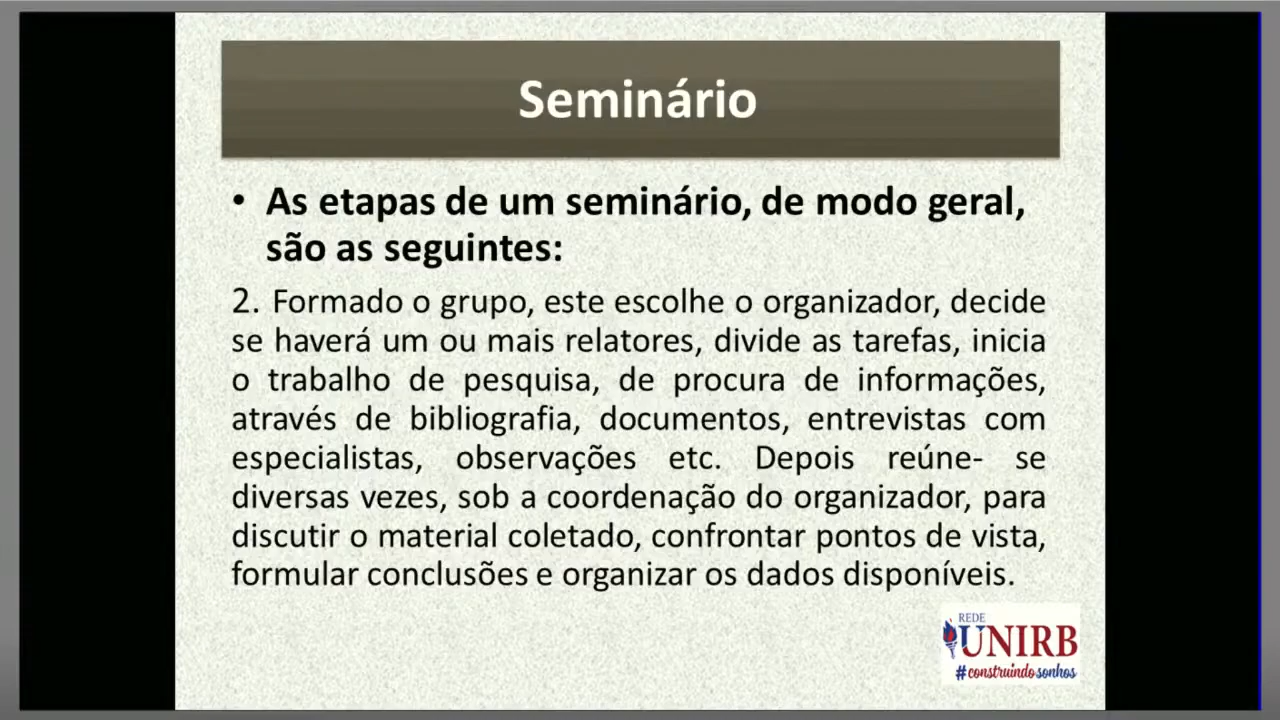 Seminário
• As etapas de um seminário, de modo geral,
são as seguintes:
2. Formado o grupo, este escolhe o organizador, decide
se haverá um ou mais relatores, divide as tarefas, inicia
o trabalho de pesquisa, de procura de informações,
através de bibliografia, documentos, entrevistas com
especialistas, observações etc. Depois reúne- se
diversas vezes, sob a coordenação do organizador, para
discutir o material coletado, confrontar pontos de vista,
formular conclusões e organizar os dados disponíveis.
REDE
UNIRB
#construindosonhos